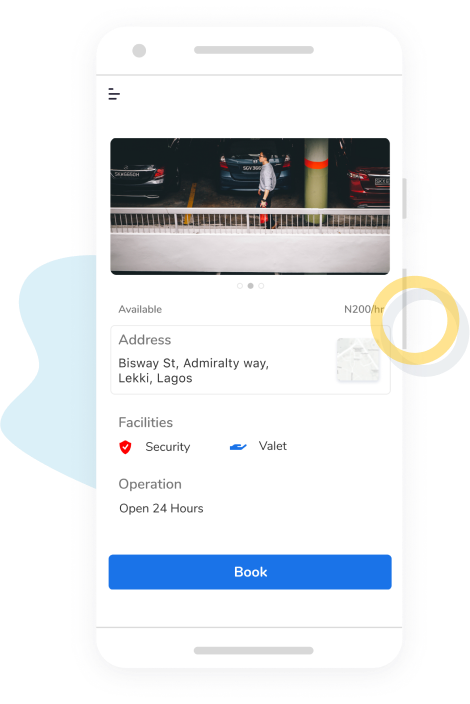 Available
N200/hr
Address
Bisway St, Admiralty way,
Lekki, Lagos
Facilities
Security
Valet
Operation
Open 24 Hours
Book